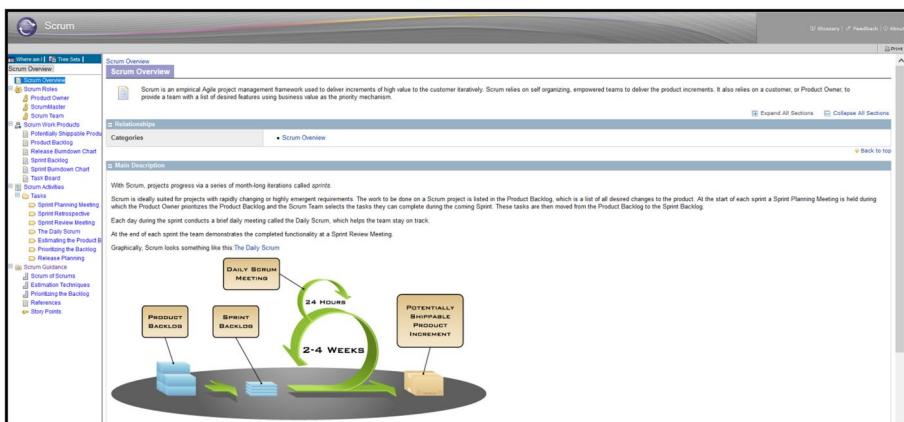 Scrum
Glossary | Feedback | About
Print
Where am I | Tree Sets |
Scrum Overview
Scrum Overview
Scrum Roles
Product Owner
ScrumMaster
Scrum Team
Scrum Work Products
Potentially Shippable Produ
Product Backlog
Release Burndown Chart
Sprint Backlog
Sprint Burndown Chart
Task Board
Scrum Activities
Tasks
Sprint Planning Meeting
Sprint Retrospective
Sprint Review Meeting
The Daily Scrum
Estimating the Product B
Prioritizing the Backlog
Release Planning
Scrum Guidance
Scrum of Scrums
Estimation Techniques
Prioritizing the Backlog
References
Story Points
Scrum Overview
Scrum Overview
Scrum is an empirical Agile project management framework used to deliver increments of high value to the customer iteratively. Scrum relies on self organizing, empowered teams to deliver the product increments. It also relies on a customer, or Product Owner, to
provide a team with a list of desired features using business value as the priority mechanism.
Expand All Sections Collapse All Sections
Relationships
Categories • Scrum Overview
Back to top
Main Description
With Scrum, projects progress via a series of month-long iterations called sprints.
Scrum is ideally suited for projects with rapidly changing or highly emergent requirements. The work to be done on a Scrum project is listed in the Product Backlog, which is a list of all desired changes to the product. At the start of each sprint a Sprint Planning Meeting is held during
which the Product Owner prioritizes the Product Backlog and the Scrum Team selects the tasks they can complete during the coming Sprint. These tasks are then moved from the Product Backlog to the Sprint Backlog.
Each day during the sprint conducts a brief daily meeting called the Daily Scrum, which helps the team stay on track.
At the end of each sprint the team demonstrates the completed functionality at a Sprint Review Meeting.
Graphically, Scrum looks something like this:The Daily Scrum
DAILY SCRUM
MEETING
24 HOURS
PRODUCT
BACKLOG
SPRINT
BACKLOG
2-4 WEEKS
POTENTIALLY
SHIPPABLE
PRODUCT
INCREMENT